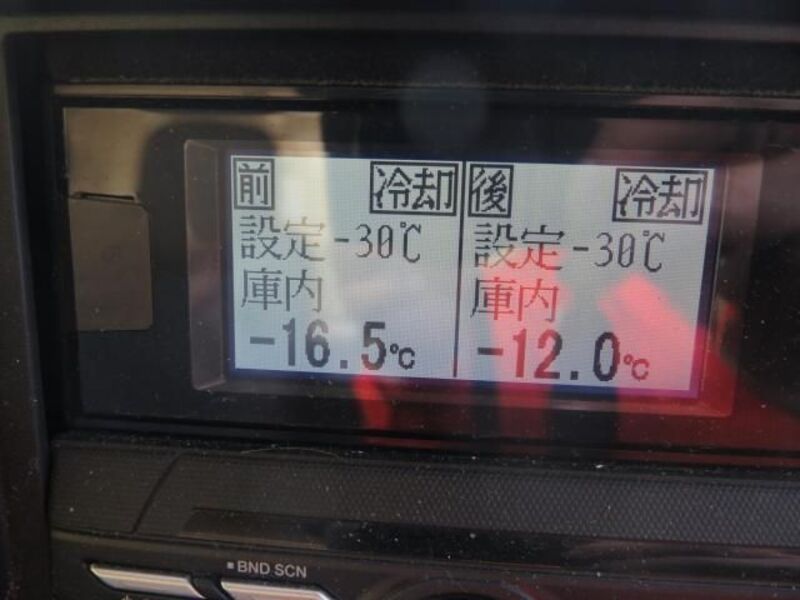 前 冷却
設定 -30℃
庫内
-16.5℃
後 冷却
設定 -30℃
庫内
-12.0℃
BND SCN